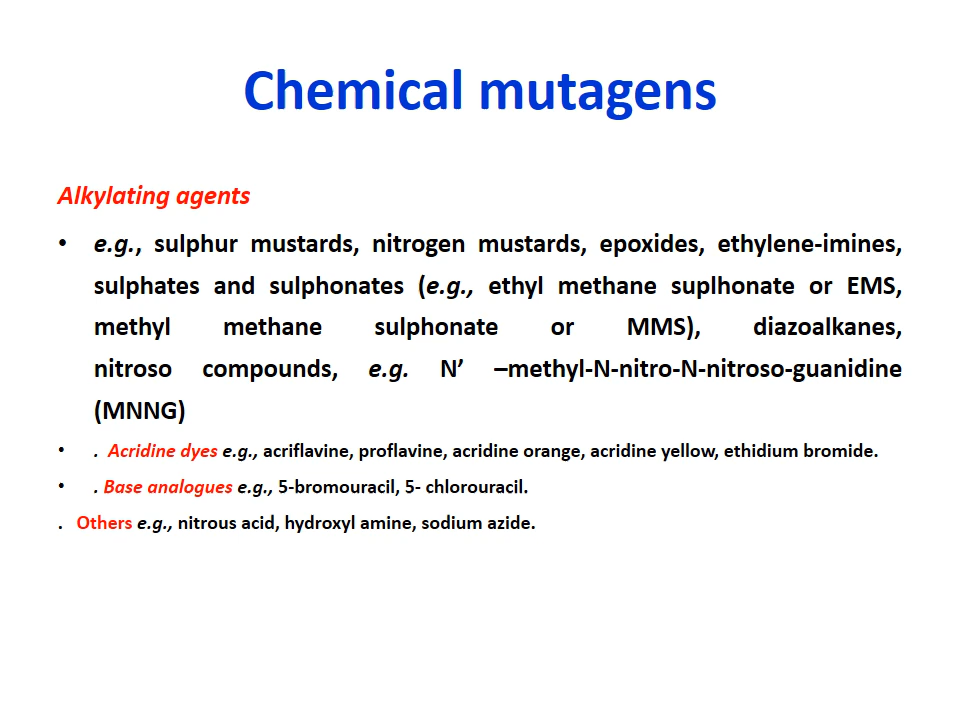 Chemical mutagens
Alkylating agents
• e.g., sulphur mustards, nitrogen mustards, epoxides, ethylene-imines,
sulphates and sulphonates (e.g., ethyl methane suplhonate or EMS,
methyl methane sulphonate or MMS), diazoalkanes,
nitroso compounds, e.g. N’ –methyl-N-nitro-N-nitroso-guanidine
(MNNG)
• . Acridine dyes e.g., acriflavine, proflavine, acridine orange, acridine yellow, ethidium bromide.
• . Base analogues e.g., 5-bromouracil, 5- chlorouracil.
. Others e.g., nitrous acid, hydroxyl amine, sodium azide.